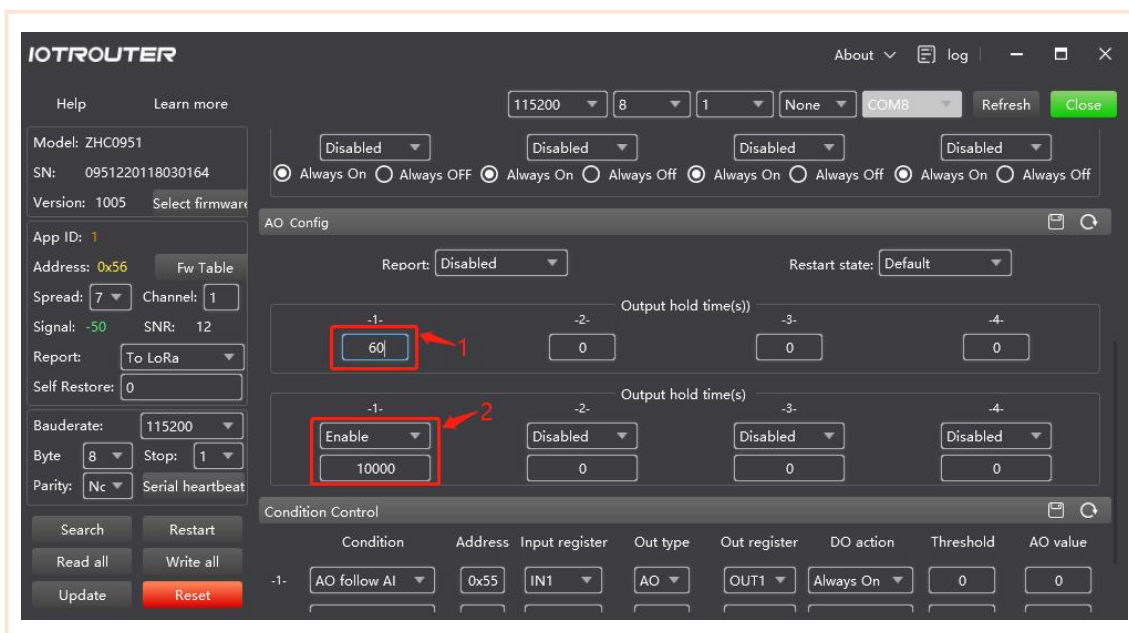 IOTROUTER About log
Help Learn more 115200 8 1 None COM8 Refresh Close
Model: ZHC0951
SN: 0951220118030164
Version: 1005 Select firmware
Disabled Disabled Disabled Disabled
Always On Always OFF Always On Always Off Always On Always Off Always On Always Off
App ID: 1
Address: 0x56 Fw Table
Spread: 7 Channel: 1
Signal: -50 SNR: 12
Report: To LoRa
Self Restore: 0
AO Config
Report: Disabled Restart state: Default
Output hold time(s))
-1- -2- -3- -4-
60 0 0 0
1
Output hold time(s)
-1- -2- -3- -4-
2
Enable Disabled Disabled Disabled
10000 0 0 0
Bauderate: 115200
Byte 8 Stop: 1
Parity: Nc Serial heartbeat
Search Restart
Read all Write all
Update Reset
Condition Control
Condition Address Input register Out type Out register DO action Threshold AO value
-1- AO follow AI 0x55 IN1 AO OUT1 Always On 0 0